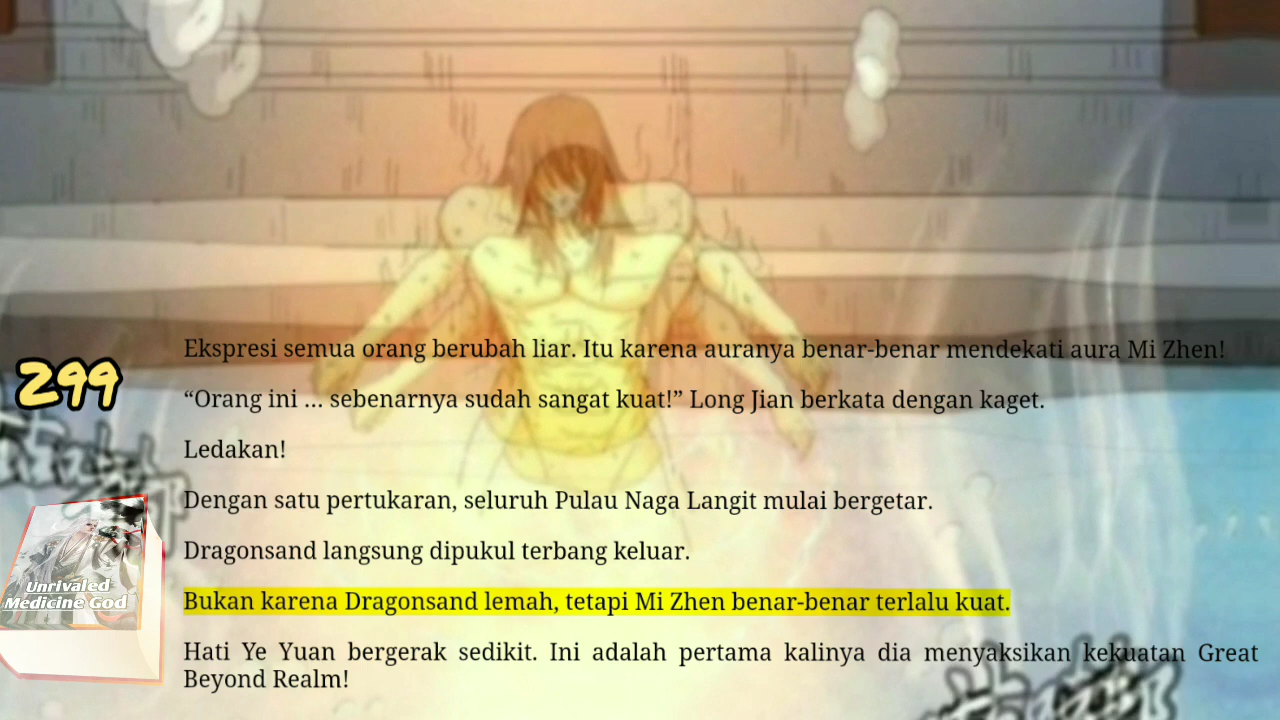 Ekspresi semua orang berubah liar. Itu karena auranya benar-benar mendekati aura Mi Zhen!
“Orang ini ... sebenarnya sudah sangat kuat!” Long Jian berkata dengan kaget.
299
Ledakan!
Dengan satu pertukaran, seluruh Pulau Naga Langit mulai bergetar.
Dragonsand langsung dipukul terbang keluar.
Unrivaled
Medicine God
Bukan karena Dragonsand lemah, tetapi Mi Zhen benar-benar terlalu kuat.
Hati Ye Yuan bergerak sedikit. Ini adalah pertama kalinya dia menyaksikan kekuatan Great
Beyond Realm!